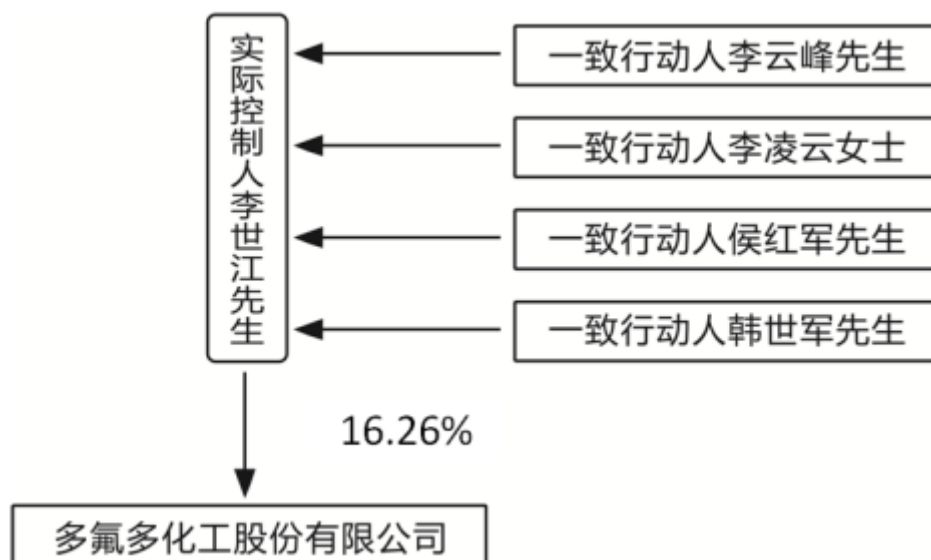 实际控制人李世江先生
一致行动人李云峰先生
一致行动人李凌云女士
一致行动人侯红军先生
一致行动人韩世军先生
16.26%
多氟多化工股份有限公司